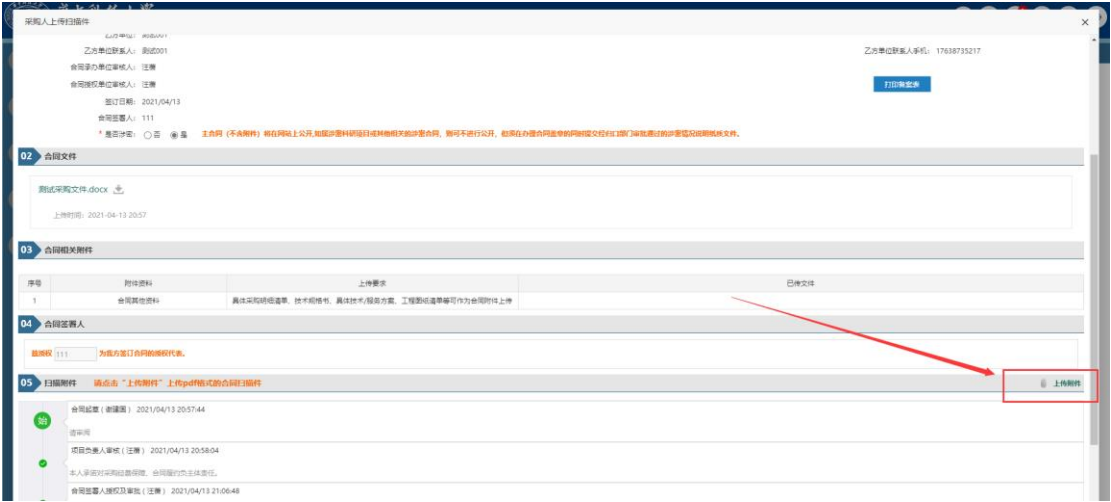 采购人上传扫描件
×
乙方单位联系人： 测试001
乙方单位联系人手机： 17638735217
合同承办单位审核人： 汪菁
合同授权单位审核人： 汪菁
打印备案表
签订日期： 2021/04/13
合同签署人： 111
* 是否涉密： 否 是 主合同（不含附件）将在网站上公开,如属涉密科研项目或其他相关的涉密合同，则可不进行公开，但须在办理合同盖章的同时提交经归口部门审批通过的涉密情况说明纸质文件。
02 合同文件
测试采购文件.docx
上传时间：2021-04-13 20:57
03 合同相关附件
序号 附件资料 上传要求 已传文件
1 合同其他资料 具体采购明细清单、技术规格书、具体技术/服务方案、工程图纸清单等可作为合同附件上传
04 合同签署人
兹授权 111 为我方签订合同的授权代表。
05 扫描附件 请点击“上传附件”上传pdf格式的合同扫描件
上传附件
始
合同起草（谢建国） 2021/04/13 20:57:44
请审阅
项目负责人审核（汪菁） 2021/04/13 20:58:04
本人承诺对采购经费保障、合同履约负主体责任。
合同签署人授权及审批（汪菁） 2021/04/13 21:06:48